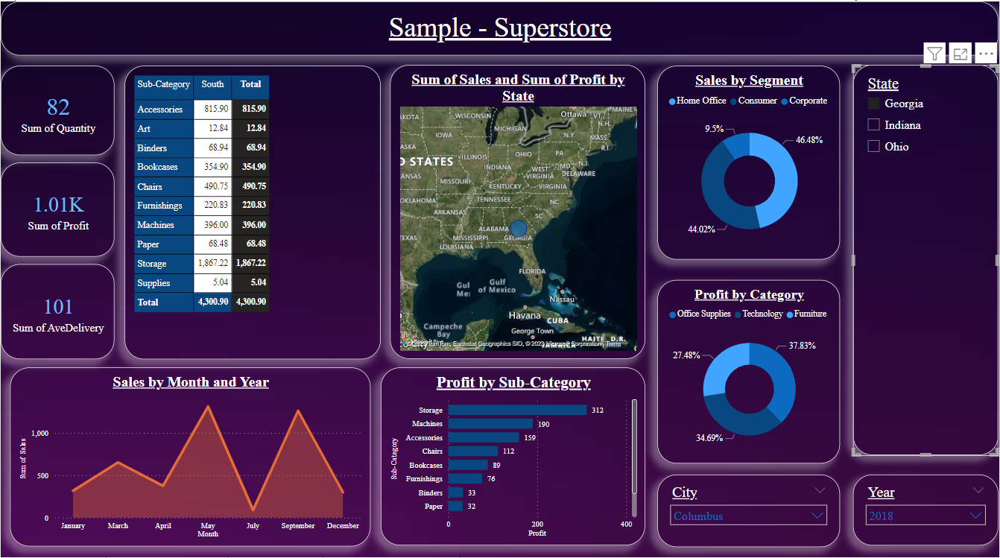 Sample - Superstore
82
Sum of Quantity
1.01K
Sum of Profit
101
Sum of AveDelivery
Sub-Category South Total
Accessories 815.90 815.90
Art 12.84 12.84
Binders 68.94 68.94
Bookcases 354.90 354.90
Chairs 490.75 490.75
Furnishings 220.83 220.83
Machines 396.00 396.00
Paper 68.48 68.48
Storage 1,867.22 1,867.22
Supplies 5.04 5.04
Total 4,300.90 4,300.90
Sum of Sales and Sum of Profit by
State
AKOTA
WISCONSIN
Ottawa
VT.
MAINE
MICHIGAN
N.H.
IOWA
N.Y.
MASS.
ASKA
R.I.
ILLINOIS
OHIO
PA
D STATES
INDIANA
MD.
N.J.
WEST
VIRGINIA
DELAWARE
ANSAS
MISSOURI
KENTUCKY
VIRGINIA
OKLAHOMA
TENNESSEE
NC
ARKANSAS
SC
ALABAMA
TEXAS
MISSISSIPPI
GEORGIA
LOUISIANA
FLORIDA
Gul
Me:
Gulf
of Mexico
Nassau
Havana
CUBA
Campeche
Bay
George Town
HAITI
D.R.
JAMAICA
City
TomTom, Earthstar Geographics SIO, © 2023 Microsoft Corporation Terms
Sales by Segment
Home Office Consumer Corporate
9.5%
46.48%
44.02%
Profit by Category
Office Supplies Technology Furniture
27.48%
37.83%
34.69%
State
Georgia
Indiana
Ohio
Sales by Month and Year
Sum of Sales
1,000
500
0
January March April May July September December
Month
Profit by Sub-Category
Sub-Category
Storage 312
Machines 190
Accessories 159
Chairs 112
Bookcases 89
Furnishings 76
Binders 33
Paper 32
0 200 400
Profit
City
Columbus
Year
2018